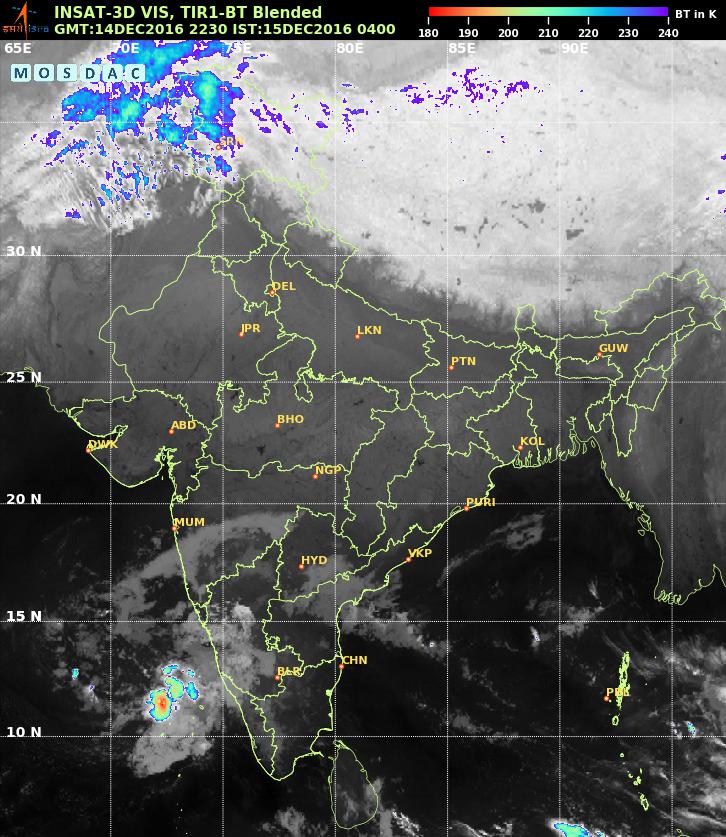 INSAT-3D VIS, TIR1-BT Blended
GMT:14DEC2016 2230 IST:15DEC2016 0400
BT in K
180 190 200 210 220 230 240
65E 70E 75E 80E 85E 90E
MOSDAC
SRN
30 N
DEL
JPR LKN
GUW
PTN
25 N
ABD BHO
DWK KOL
NGP
20 N
PURI
MUM
VKP
HYD
15 N
CHN
BLR
10 N